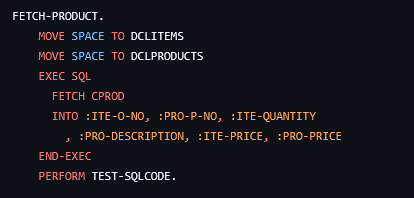 FETCH-PRODUCT.
    MOVE SPACE TO DCLITEMS
    MOVE SPACE TO DCLPRODUCTS
    EXEC SQL
      FETCH CPROD
      INTO :ITE-O-NO, :PRO-P-NO, :ITE-QUANTITY
        , :PRO-DESCRIPTION, :ITE-PRICE, :PRO-PRICE
    END-EXEC
    PERFORM TEST-SQLCODE.